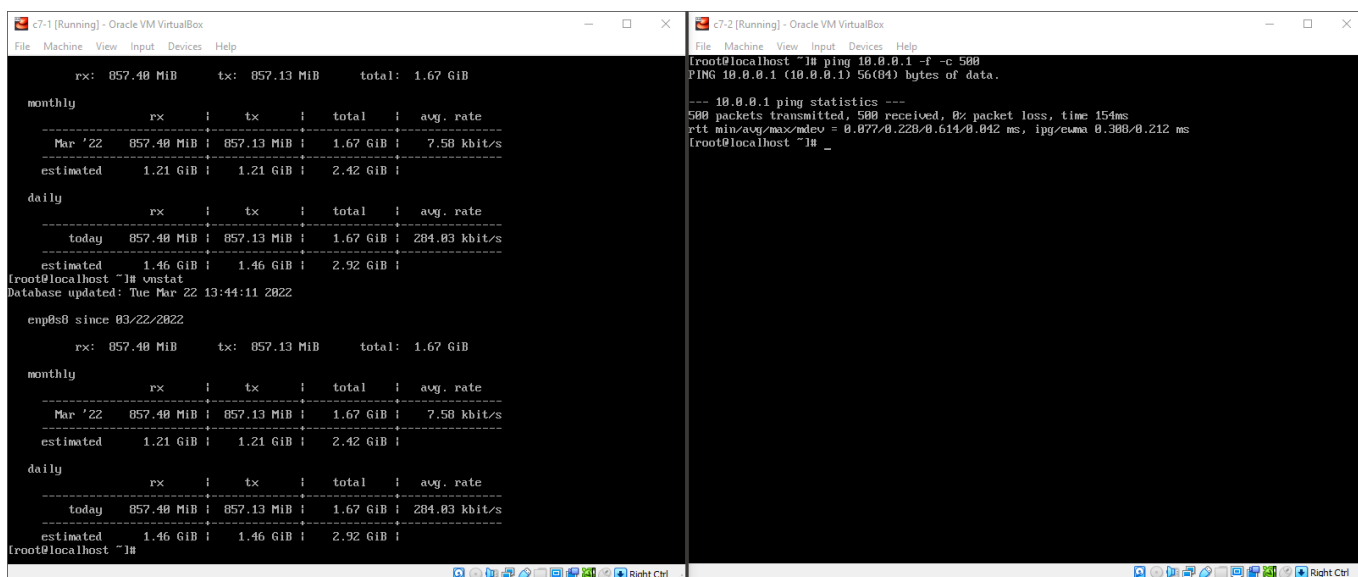 c7-1 [Running] - Oracle VM VirtualBox
File Machine View Input Devices Help
rx: 857.40 MiB tx: 857.13 MiB total: 1.67 GiB
monthly
rx | tx | total | avg. rate
------------------------+-------------+-------------+---------------
Mar '22 857.40 MiB | 857.13 MiB | 1.67 GiB | 7.58 kbit/s
------------------------+-------------+-------------+---------------
estimated 1.21 GiB | 1.21 GiB | 2.42 GiB |
daily
rx | tx | total | avg. rate
------------------------+-------------+-------------+---------------
today 857.40 MiB | 857.13 MiB | 1.67 GiB | 284.03 kbit/s
------------------------+-------------+-------------+---------------
estimated 1.46 GiB | 1.46 GiB | 2.92 GiB |
[root@localhost ~]# vnstat
Database updated: Tue Mar 22 13:44:11 2022
enp0s8 since 03/22/2022
rx: 857.40 MiB tx: 857.13 MiB total: 1.67 GiB
monthly
rx | tx | total | avg. rate
------------------------+-------------+-------------+---------------
Mar '22 857.40 MiB | 857.13 MiB | 1.67 GiB | 7.58 kbit/s
------------------------+-------------+-------------+---------------
estimated 1.21 GiB | 1.21 GiB | 2.42 GiB |
daily
rx | tx | total | avg. rate
------------------------+-------------+-------------+---------------
today 857.40 MiB | 857.13 MiB | 1.67 GiB | 284.03 kbit/s
------------------------+-------------+-------------+---------------
estimated 1.46 GiB | 1.46 GiB | 2.92 GiB |
[root@localhost ~]#
Right Ctrl
c7-2 [Running] - Oracle VM VirtualBox
File Machine View Input Devices Help
[root@localhost ~]# ping 10.0.0.1 -f -c 500
PING 10.0.0.1 (10.0.0.1) 56(84) bytes of data.
--- 10.0.0.1 ping statistics ---
500 packets transmitted, 500 received, 0% packet loss, time 154ms
rtt min/avg/max/mdev = 0.077/0.228/0.614/0.042 ms, ipg/ewma 0.308/0.212 ms
[root@localhost ~]# _
Right Ctrl